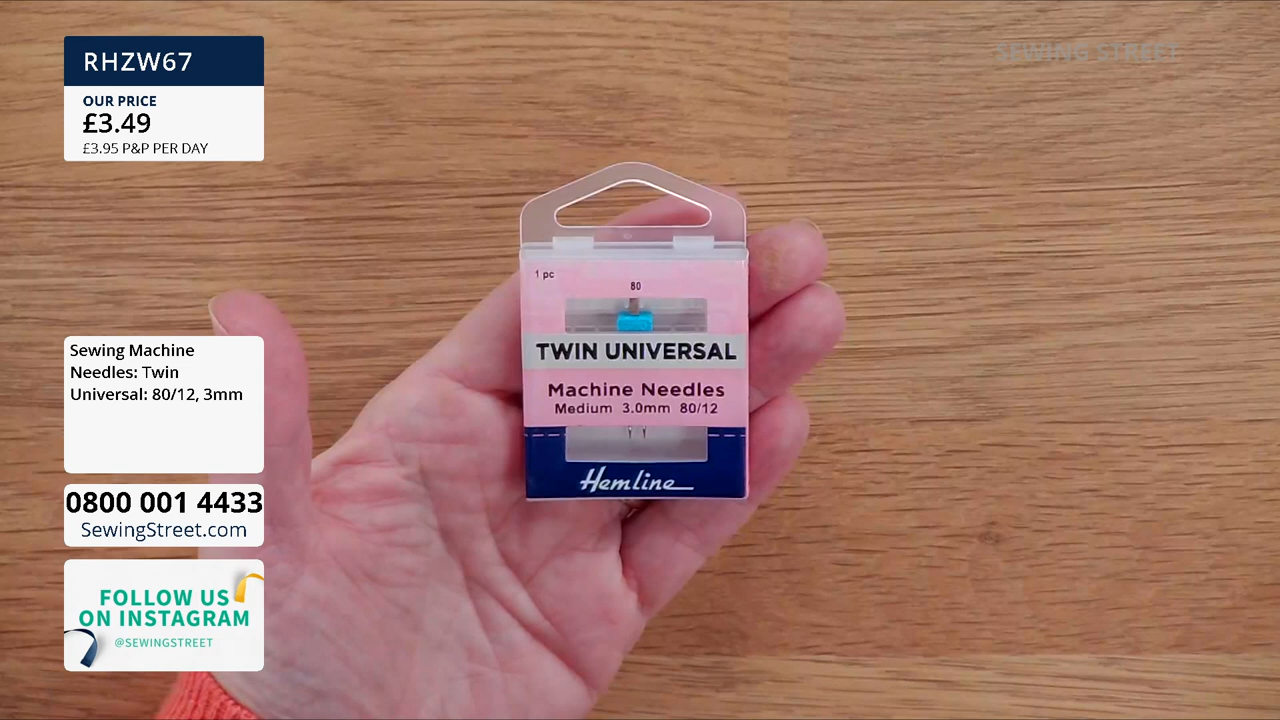 RHZW67
OUR PRICE
£3.49
£3.95 P&P PER DAY
SEWING STREET
1 pc
80
TWIN UNIVERSAL
Machine Needles
Medium 3.0mm 80/12
Hemline
Sewing Machine
Needles: Twin
Universal: 80/12, 3mm
0800 001 4433
SewingStreet.com
FOLLOW US
ON INSTAGRAM
@SEWINGSTREET